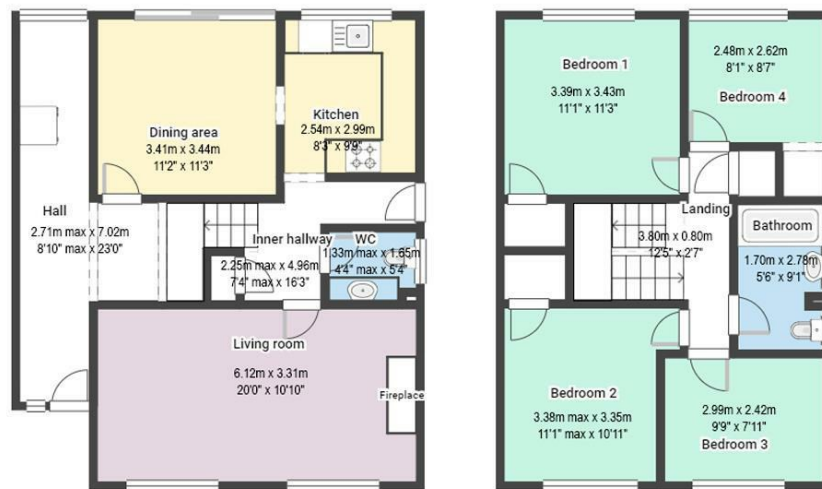 Dining area
3.41m x 3.44m
11'2" x 11'3"
Kitchen
2.54m x 2.99m
8'3" x 9'9"
Hall
2.71m max x 7.02m
8'10" max x 23'0"
Inner hallway
2.25m max x 4.96m
7'4" max x 16'3"
WC
1.33m max x 1.65m
4'4" max x 5'4"
Living room
6.12m x 3.31m
20'0" x 10'10"
Fireplace
Bedroom 1
3.39m x 3.43m
11'1" x 11'3"
2.48m x 2.62m
8'1" x 8'7"
Bedroom 4
Landing
3.80m x 0.80m
12'5" x 2'7"
Bathroom
1.70m x 2.78m
5'6" x 9'1"
Bedroom 2
3.38m max x 3.35m
11'1" max x 10'11"
2.99m x 2.42m
9'9" x 7'11"
Bedroom 3